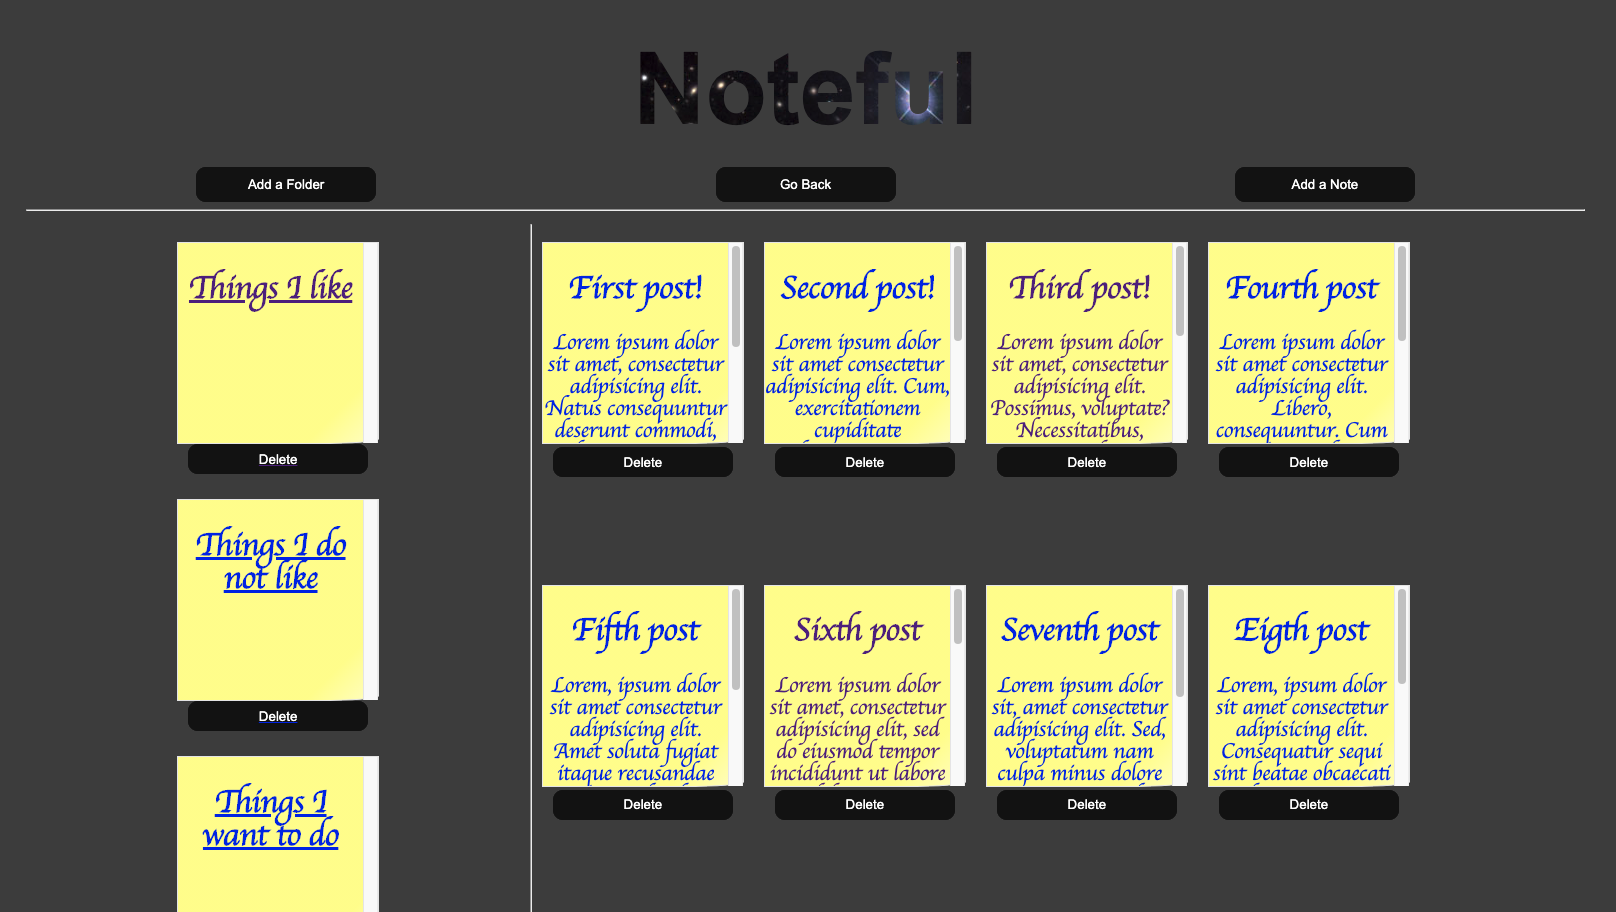 Noteful
Add a Folder
Go Back
Add a Note
Things I like
Delete
Things I do
not like
Delete
Things I
want to do
First post!
Lorem ipsum dolor
sit amet, consectetur
adipisicing elit.
Natus consequuntur
deserunt commodi,
Delete
Second post!
Lorem ipsum dolor
sit amet consectetur
adipisicing elit. Cum,
exercitationem
cupiditate
Delete
Third post!
Lorem ipsum dolor
sit amet, consectetur
adipisicing elit.
Possimus, voluptate?
Necessitatibus,
Delete
Fourth post
Lorem ipsum dolor
sit amet consectetur
adipisicing elit.
Libero,
consequuntur. Cum
Delete
Fifth post
Lorem, ipsum dolor
sit amet consectetur
adipisicing elit.
Amet soluta fugiat
itaque recusandae
Delete
Sixth post
Lorem ipsum dolor
sit amet, consectetur
adipisicing elit, sed
do eiusmod tempor
incididunt ut labore
Delete
Seventh post
Lorem ipsum dolor
sit, amet consectetur
adipisicing elit. Sed,
voluptatum nam
culpa minus dolore
Delete
Eigth post
Lorem, ipsum dolor
sit amet consectetur
adipisicing elit.
Consequatur sequi
sint beatae obcaecati
Delete